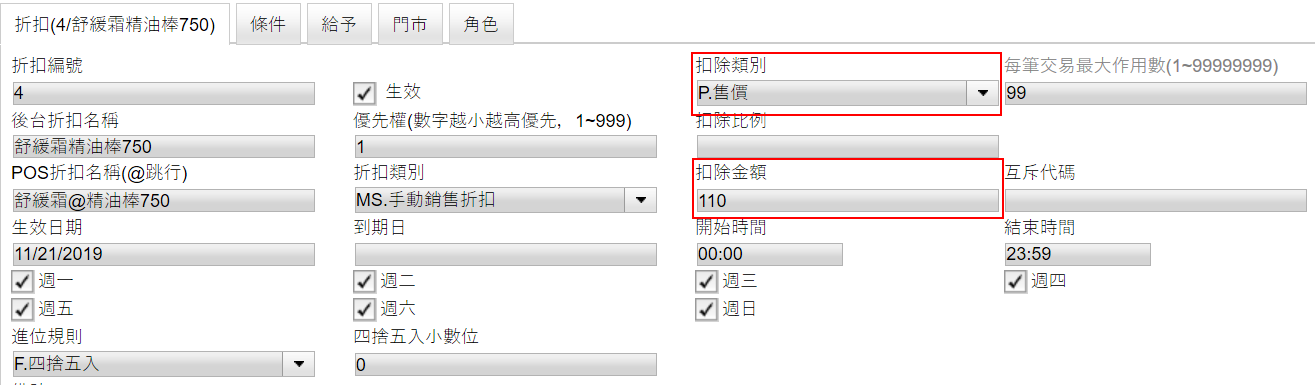 折扣(4/舒緩霜精油棒750) 條件 給予 門市 角色
折扣編號 扣除類別 每筆交易最大作用數(1~99999999)
4 生效 P.售價 99
後台折扣名稱 優先權(數字越小越高優先，1~999) 扣除比例
舒緩霜精油棒750 1
POS折扣名稱(@跳行) 折扣類別 扣除金額 互斥代碼
舒緩霜@精油棒750 MS.手動銷售折扣 110
生效日期 到期日 開始時間 結束時間
11/21/2019 00:00 23:59
週一 週二 週三 週四
週五 週六 週日
進位規則 四捨五入小數位
F.四捨五入 0